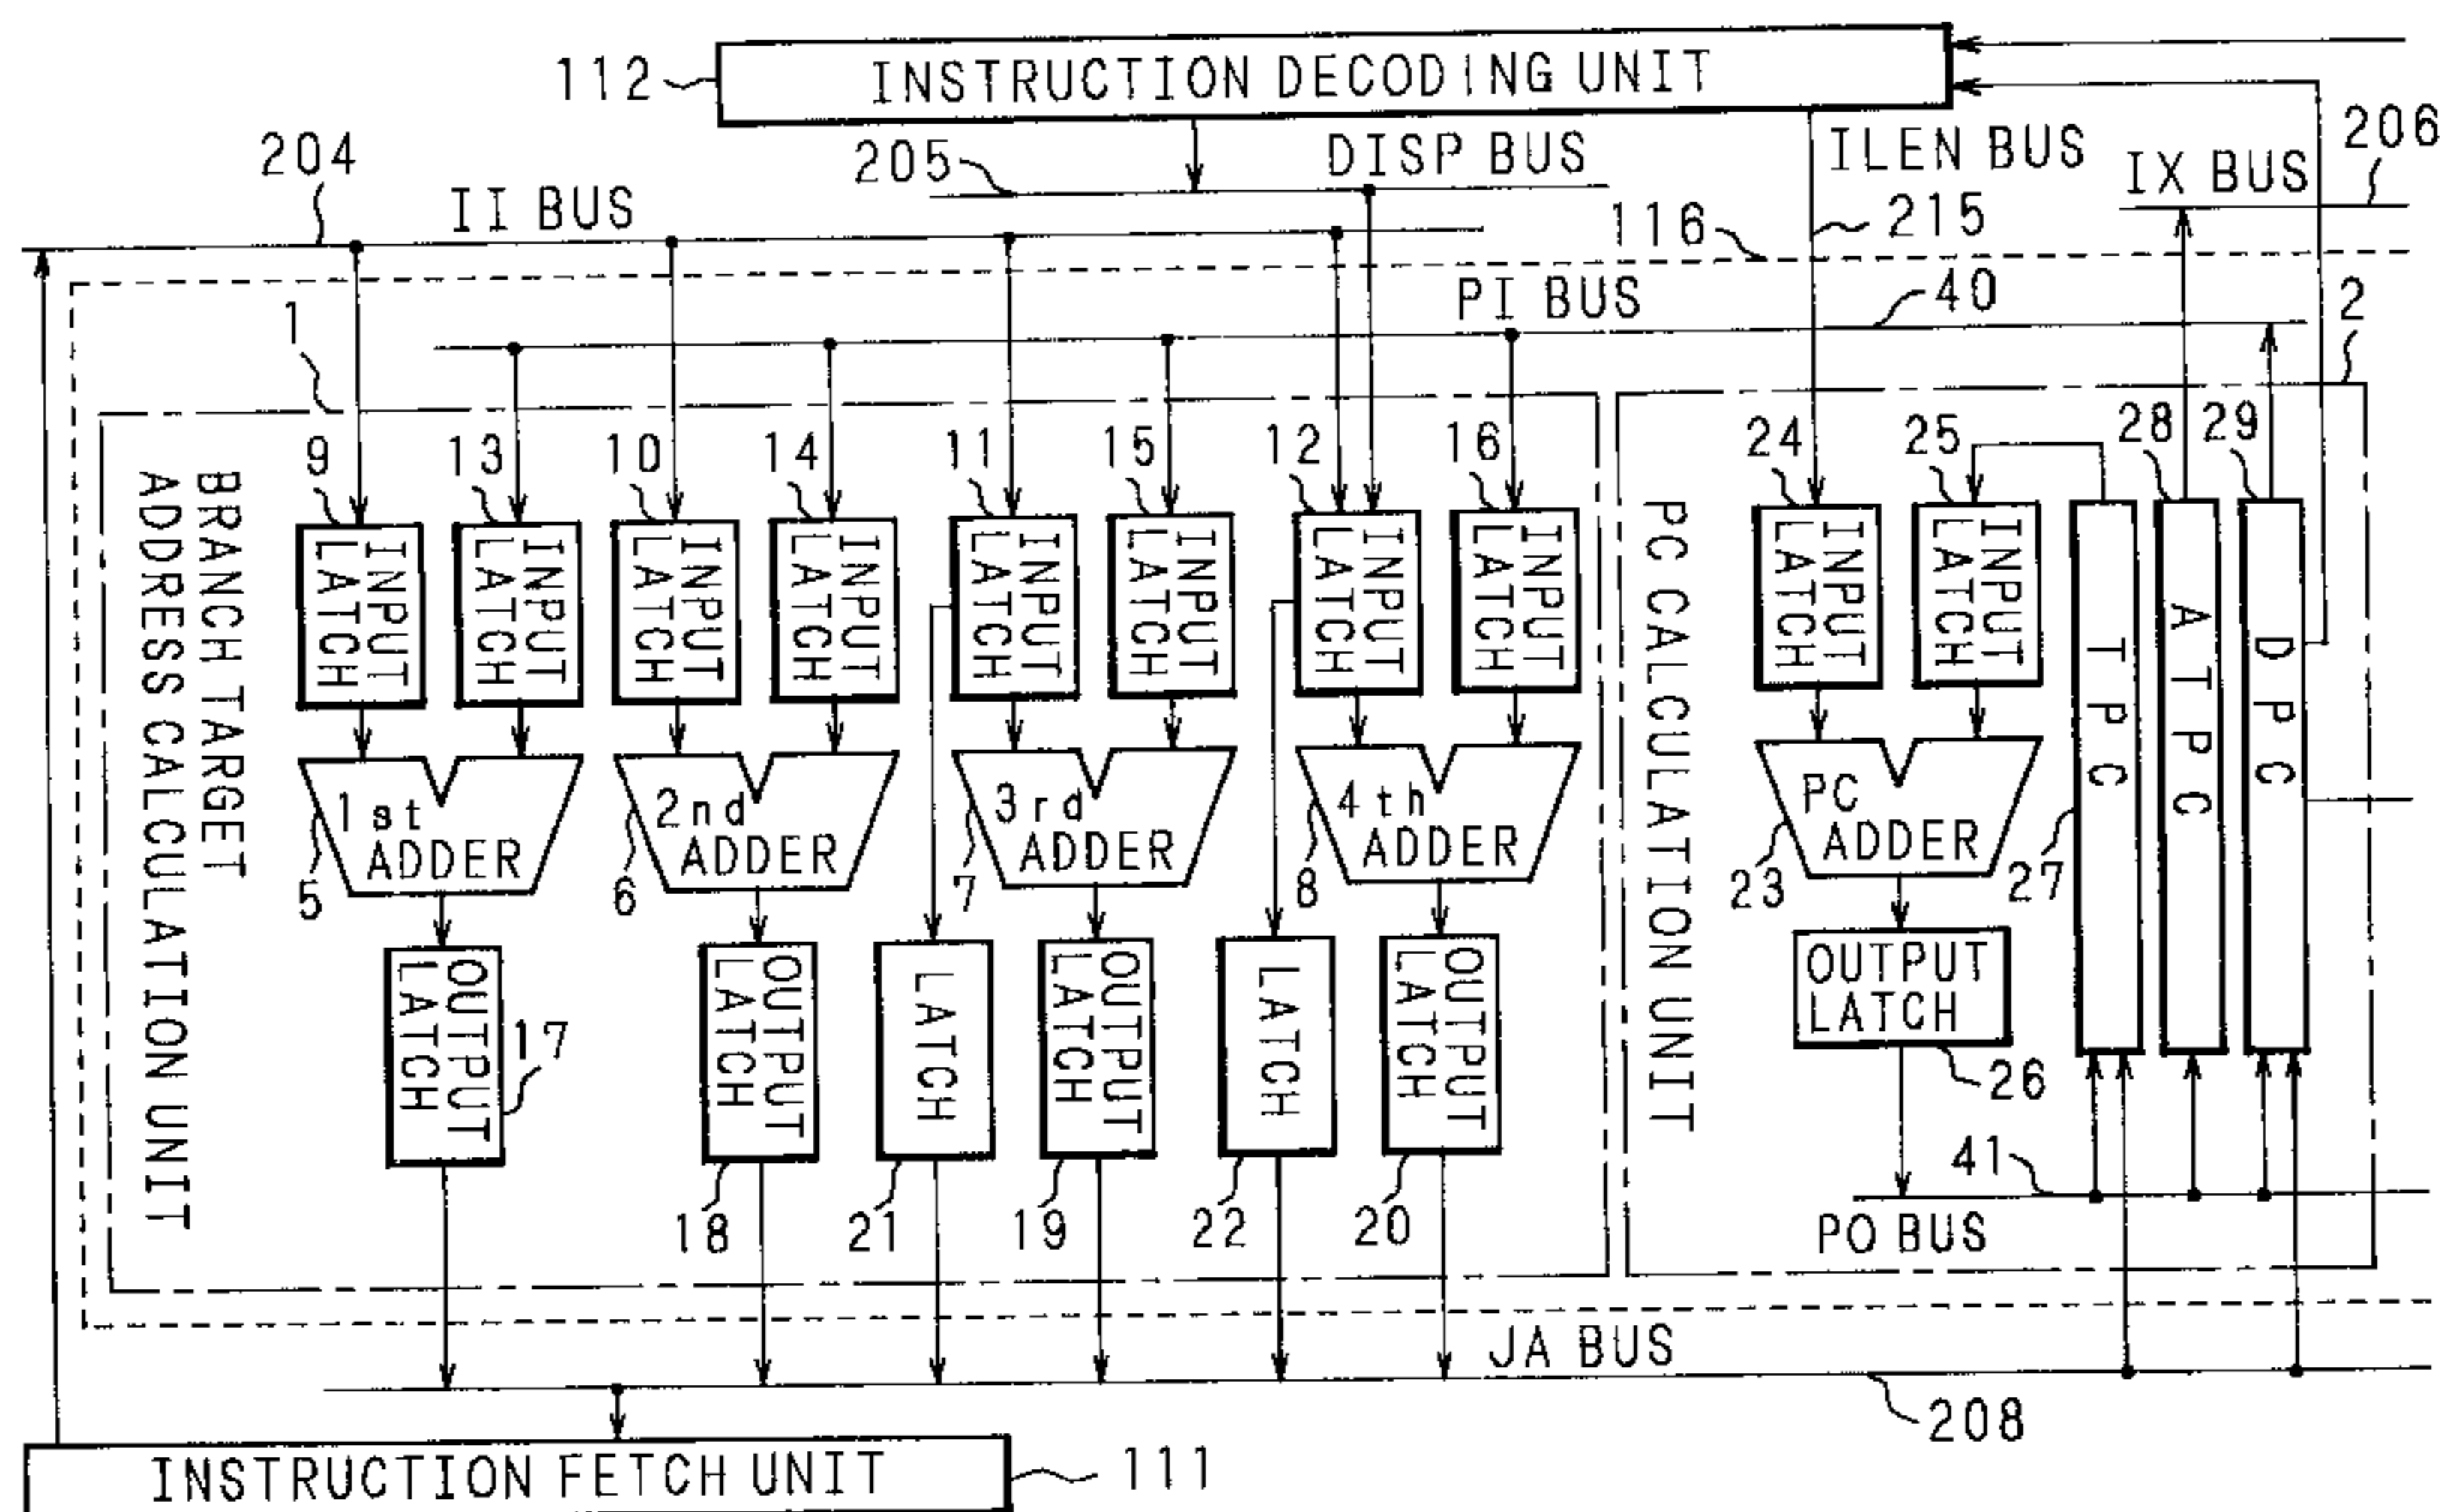 112
INSTRUCTION DECODING UNIT
204
205
DISP BUS
ILEN BUS
206
II BUS
IX BUS
116
215
PI BUS
40
2
1
9
13
10
14
11
15
12
16
24
25
28
29
BRANCH TARGET
ADDRESS CALCULATION UNIT
INPUT
LATCH
INPUT
LATCH
INPUT
LATCH
INPUT
LATCH
INPUT
LATCH
INPUT
LATCH
INPUT
LATCH
INPUT
LATCH
PC CALCULATION UNIT
INPUT
LATCH
INPUT
LATCH
TPC
ATPC
DPC
1st
ADDER
2nd
ADDER
3rd
ADDER
4th
ADDER
PC
ADDER
5
6
7
8
23
27
OUTPUT
LATCH
17
OUTPUT
LATCH
LATCH
OUTPUT
LATCH
LATCH
OUTPUT
LATCH
OUTPUT
LATCH
26
18
21
19
22
20
41
PO BUS
JA BUS
208
INSTRUCTION FETCH UNIT
111